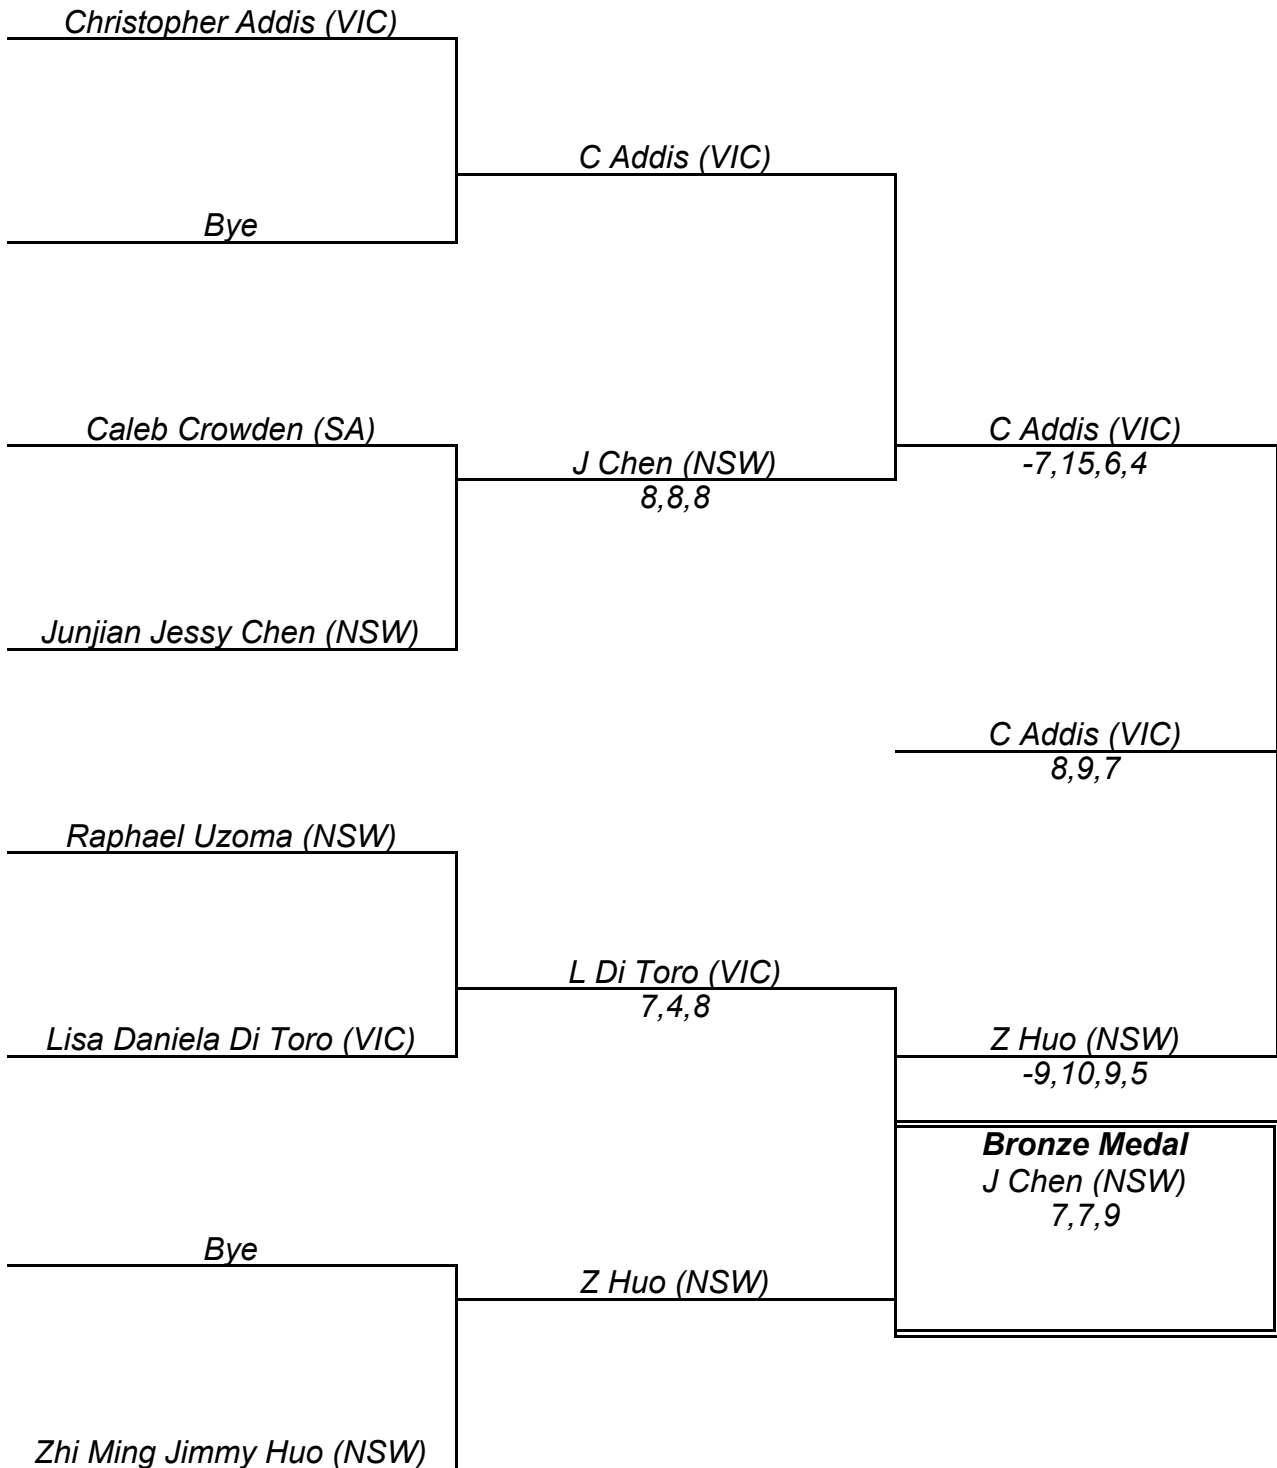 Christopher Addis (VIC)
C Addis (VIC)
Bye
Caleb Crowden (SA)
C Addis (VIC)
J Chen (NSW)
-7,15,6,4
8,8,8
Junjian Jessy Chen (NSW)
C Addis (VIC)
8,9,7
Raphael Uzoma (NSW)
L Di Toro (VIC)
7,4,8
Lisa Daniela Di Toro (VIC)
Z Huo (NSW)
-9,10,9,5
Bronze Medal
J Chen (NSW)
7,7,9
Bye
Z Huo (NSW)
Zhi Ming Jimmy Huo (NSW)